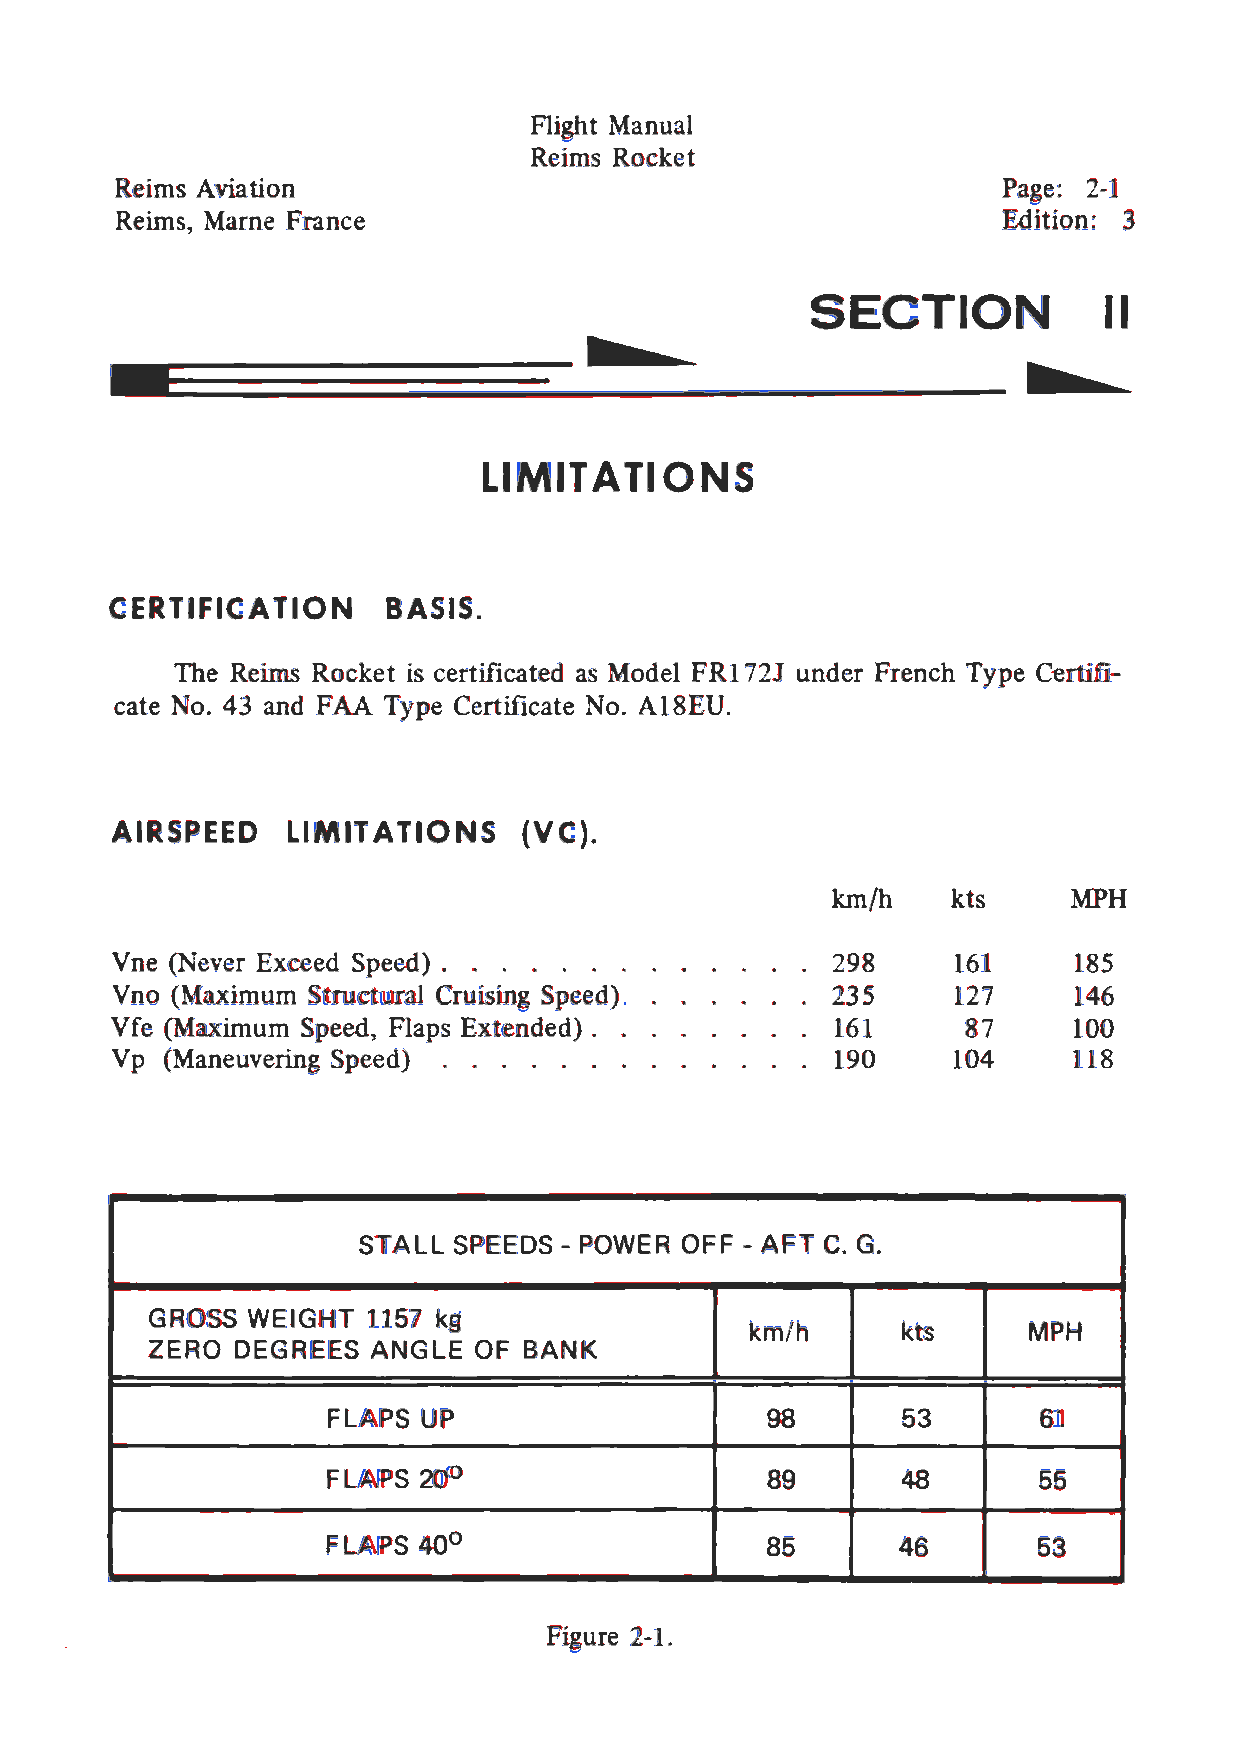 Flight Manual
Reims Rocket
Reims Aviation Page: 2-1
Reims, Marne France Edition: 3
SECTION II
LIMITATIONS
CERTIFICATION BASIS.
The Reims Rocket is certificated as Model FR172J under French Type Certifi-
cate No. 43 and FAA Type Certificate No. A18EU.
AIRSPEED LIMITATIONS (VC).
km/h kts MPH
Vne (Never Exceed Speed) . . . . . . . . . . . . . 298 161 185
Vno (Maximum Structural Cruising Speed). . . . . . . 235 127 146
Vfe (Maximum Speed, Flaps Extended) . . . . . . . . 161 87 100
Vp (Maneuvering Speed) . . . . . . . . . . . . . 190 104 118
STALL SPEEDS - POWER OFF - AFT C. G.
GROSS WEIGHT 1157 kg
ZERO DEGREES ANGLE OF BANK
km/h kts MPH
FLAPS UP 98 53 61
FLAPS 20° 89 48 55
FLAPS 40° 85 46 53
Figure 2-1.